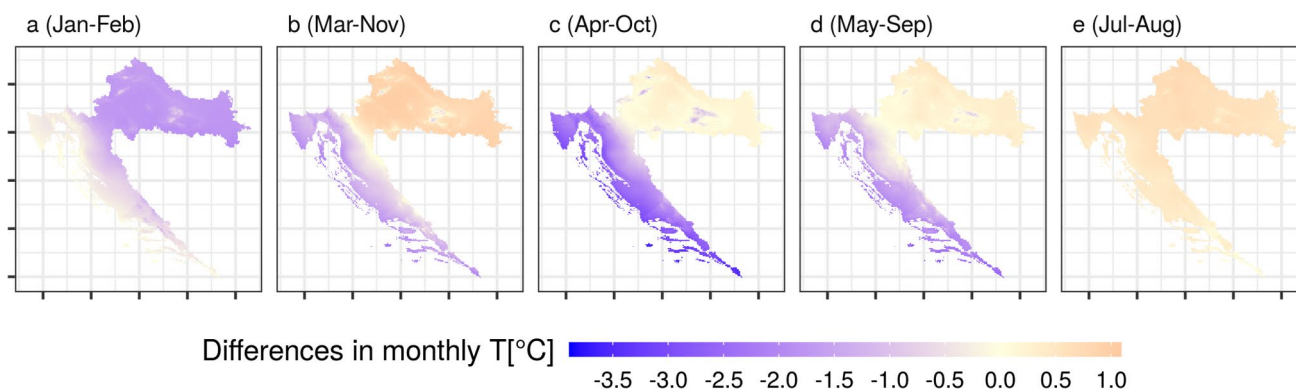 a (Jan-Feb) b (Mar-Nov) c (Apr-Oct) d (May-Sep) e (Jul-Aug)
Differences in monthly T[°C]
-3.5 -3.0 -2.5 -2.0 -1.5 -1.0 -0.5 0.0 0.5 1.0